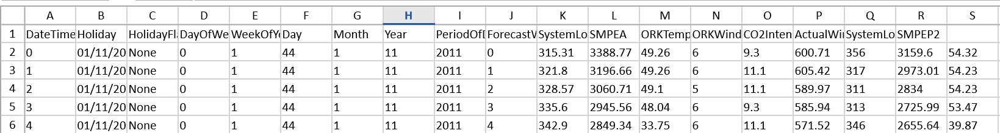 A B C D E F G H I J K L M N O P Q R S
1 DateTime Holiday HolidayFl DayOfWe WeekOfY Day Month Year PeriodOf ForecastW SystemLo SMPEA ORKTemp ORKWind CO2Inten ActualWi SystemLo SMPEP2
2 0 01/11/20 None 0 1 44 1 11 2011 0 315.31 3388.77 49.26 6 9.3 600.71 356 3159.6 54.32
3 1 01/11/20 None 0 1 44 1 11 2011 1 321.8 3196.66 49.26 6 11.1 605.42 317 2973.01 54.23
4 2 01/11/20 None 0 1 44 1 11 2011 2 328.57 3060.71 49.1 5 11.1 589.97 311 2834 54.23
5 3 01/11/20 None 0 1 44 1 11 2011 3 335.6 2945.56 48.04 6 9.3 585.94 313 2725.99 53.47
6 4 01/11/20 None 0 1 44 1 11 2011 4 342.9 2849.34 33.75 6 11.1 571.52 346 2655.64 39.87